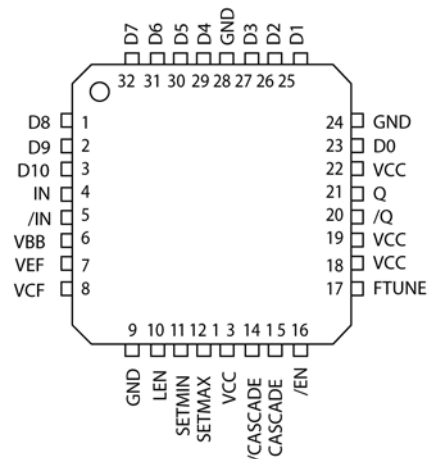 D7 D6 D5 D4 GND D3 D2 D1
32 31 30 29 28 27 26 25
D8 1 24 GND
D9 2 23 D0
D10 3 22 VCC
IN 4 21 Q
/IN 5 20 /Q
VBB 6 19 VCC
VEF 7 18 VCC
VCF 8 17 FTUNE
9 10 11 12 1 3 14 1 5 16
GND LEN SETMIN SETMAX VCC /CASCADE CASCADE /EN